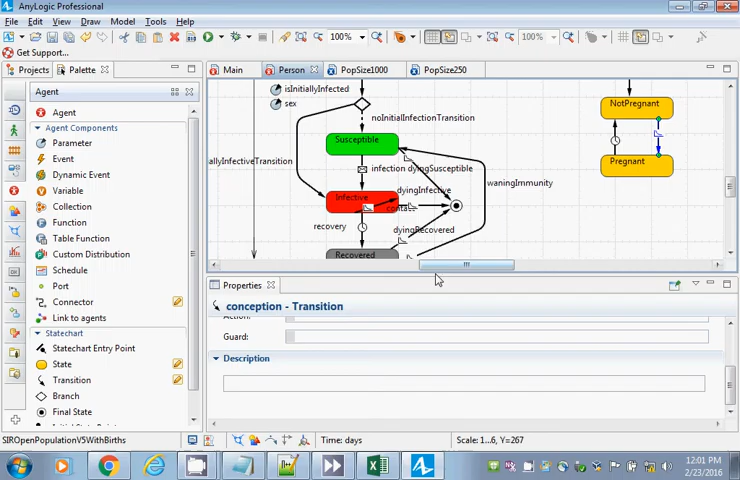 AnyLogic Professional
File Edit View Draw Model Tools Help
100% 100%
Get Support...
Projects Palette Main Person PopSize1000 PopSize250
Agent
Agent
Agent Components
Parameter
Event
Dynamic Event
Variable
Collection
Function
Table Function
Custom Distribution
Schedule
Port
Connector
Link to agents
Statechart
Statechart Entry Point
State
Transition
Branch
Final State
isInitiallyInfected
sex
noInitialInfectionTransition
Susceptible
allyInfectiveTransition
infection dyingSusceptible
dyingInfective
waningImmunity
Infective
contact
recovery
dyingRecovered
Recovered
NotPregnant
Pregnant
Properties
conception - Transition
Action:
Guard:
Description
SIROpenPopulationV5WithBirths
Time: days
Scale: 1...6, Y=267
12:01 PM
2/23/2016